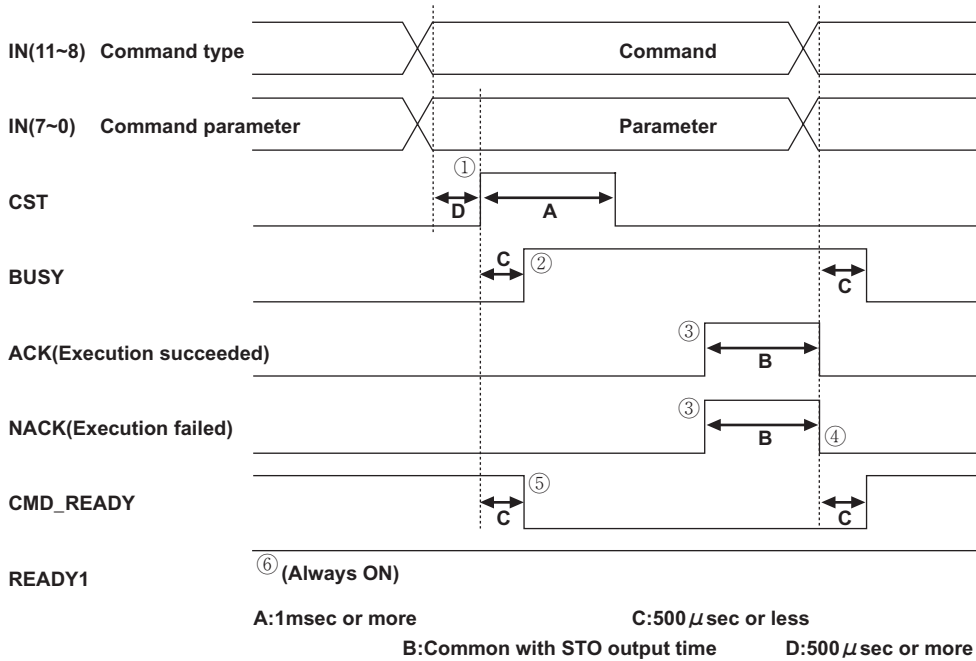 IN(11~8) Command type Command
IN(7~0) Command parameter Parameter
①
CST
D A
C ②
BUSY
C
③
ACK(Execution succeeded)
B
③
NACK(Execution failed)
B ④
⑤
CMD_READY
C C
⑥ (Always ON)
READY1
A:1msec or more C:500μsec or less
B:Common with STO output time D:500μsec or more